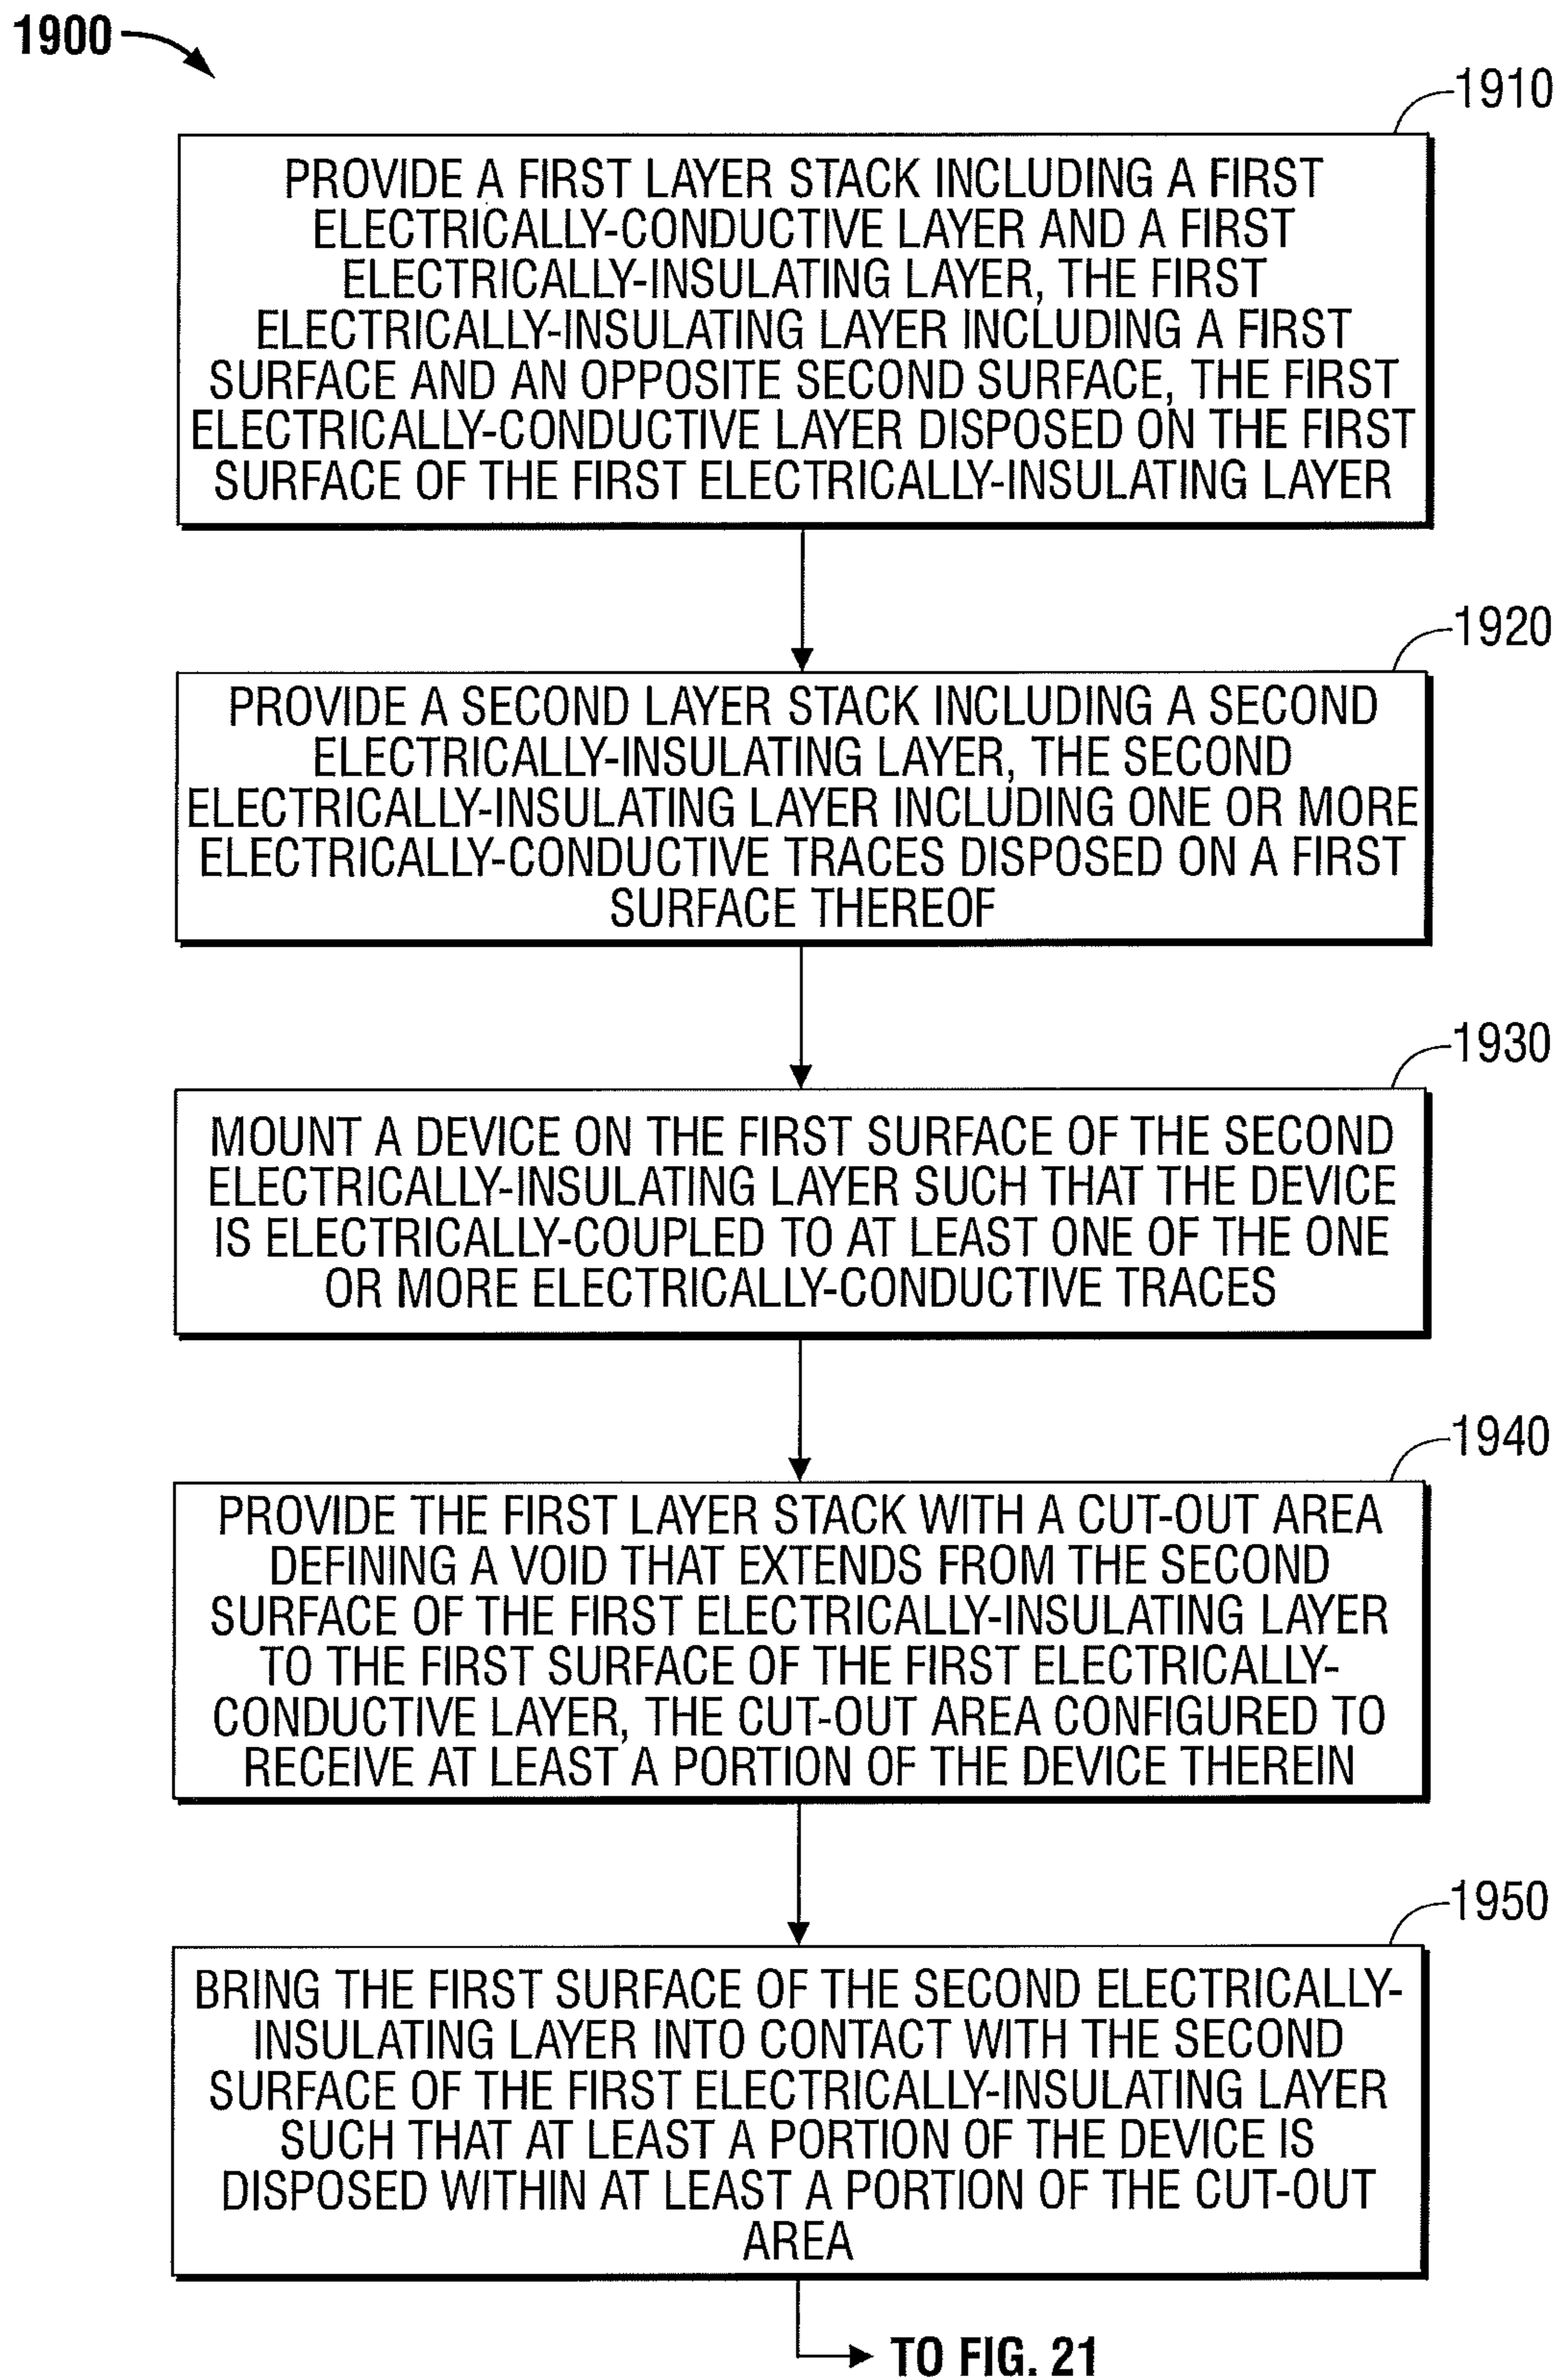 1900
1910
PROVIDE A FIRST LAYER STACK INCLUDING A FIRST
ELECTRICALLY-CONDUCTIVE LAYER AND A FIRST
ELECTRICALLY-INSULATING LAYER, THE FIRST
ELECTRICALLY-INSULATING LAYER INCLUDING A FIRST
SURFACE AND AN OPPOSITE SECOND SURFACE, THE FIRST
ELECTRICALLY-CONDUCTIVE LAYER DISPOSED ON THE FIRST
SURFACE OF THE FIRST ELECTRICALLY-INSULATING LAYER
1920
PROVIDE A SECOND LAYER STACK INCLUDING A SECOND
ELECTRICALLY-INSULATING LAYER, THE SECOND
ELECTRICALLY-INSULATING LAYER INCLUDING ONE OR MORE
ELECTRICALLY-CONDUCTIVE TRACES DISPOSED ON A FIRST
SURFACE THEREOF
1930
MOUNT A DEVICE ON THE FIRST SURFACE OF THE SECOND
ELECTRICALLY-INSULATING LAYER SUCH THAT THE DEVICE
IS ELECTRICALLY-COUPLED TO AT LEAST ONE OF THE ONE
OR MORE ELECTRICALLY-CONDUCTIVE TRACES
1940
PROVIDE THE FIRST LAYER STACK WITH A CUT-OUT AREA
DEFINING A VOID THAT EXTENDS FROM THE SECOND
SURFACE OF THE FIRST ELECTRICALLY-INSULATING LAYER
TO THE FIRST SURFACE OF THE FIRST ELECTRICALLY-
CONDUCTIVE LAYER, THE CUT-OUT AREA CONFIGURED TO
RECEIVE AT LEAST A PORTION OF THE DEVICE THEREIN
1950
BRING THE FIRST SURFACE OF THE SECOND ELECTRICALLY-
INSULATING LAYER INTO CONTACT WITH THE SECOND
SURFACE OF THE FIRST ELECTRICALLY-INSULATING LAYER
SUCH THAT AT LEAST A PORTION OF THE DEVICE IS
DISPOSED WITHIN AT LEAST A PORTION OF THE CUT-OUT
AREA
TO FIG. 21